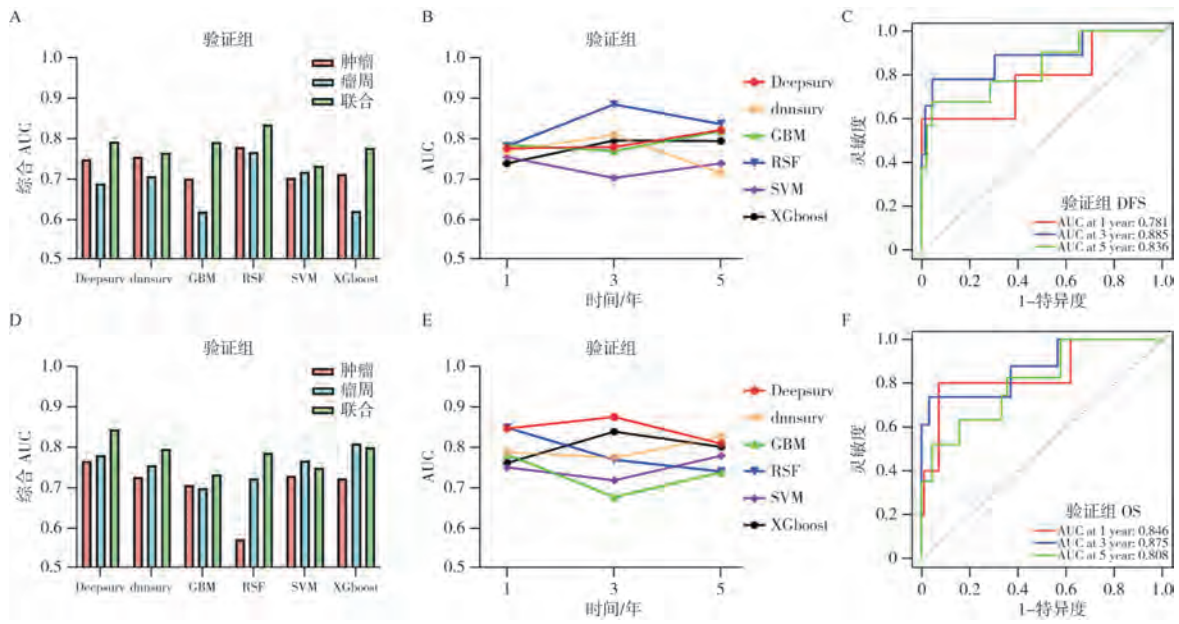 A
验证组
综合 AUC
1.0
0.9
0.8
0.7
0.6
0.5
肿瘤
瘤周
联合
Deepsurv dnnsurv GBM RSF SVM XGboost
B
验证组
AUC
1.0
0.9
0.8
0.7
0.6
0.5
1 3 5
时间/年
Deepsurv
dnnsurv
GBM
RSF
SVM
XGboost
C
灵敏度
1.0
0.8
0.6
0.4
0.2
0
0 0.2 0.4 0.6 0.8 1.0
1-特异度
验证组 DFS
AUC at 1 year: 0.781
AUC at 3 year: 0.885
AUC at 5 year: 0.836
D
验证组
综合 AUC
1.0
0.9
0.8
0.7
0.6
0.5
肿瘤
瘤周
联合
Deepsurv dnnsurv GBM RSF SVM XGboost
E
验证组
AUC
1.0
0.9
0.8
0.7
0.6
0.5
1 3 5
时间/年
Deepsurv
dnnsurv
GBM
RSF
SVM
XGboost
F
灵敏度
1.0
0.8
0.6
0.4
0.2
0
0 0.2 0.4 0.6 0.8 1.0
1-特异度
验证组 OS
AUC at 1 year: 0.846
AUC at 3 year: 0.875
AUC at 5 year: 0.808